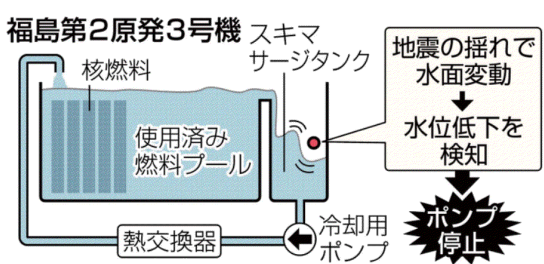 福島第２原発３号機
スキマ
サージタンク
核燃料
使用済み
燃料プール
熱交換器
冷却用
ポンプ
地震の揺れで
水面変動
水位低下を
検知
ポンプ
停止